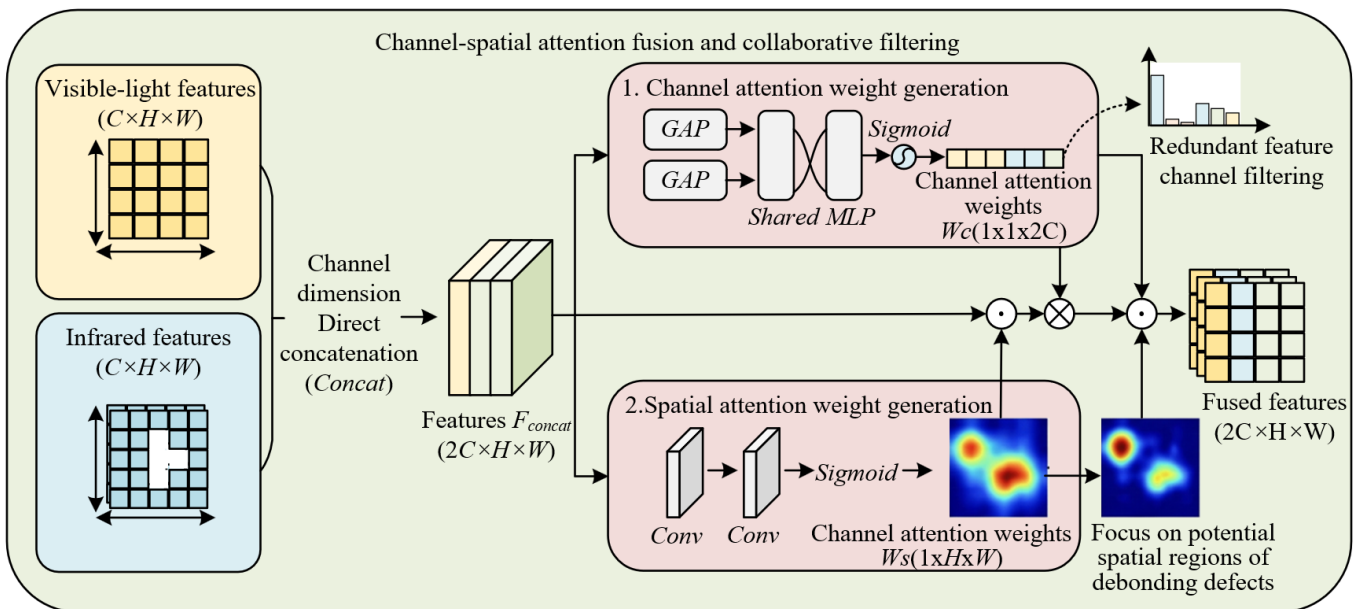 Channel-spatial attention fusion and collaborative filtering
Visible-light features
(C×H×W)
Infrared features
(C×H×W)
Channel
dimension
Direct
concatenation
(Concat)
Features Fconcat
(2C×H×W)
1. Channel attention weight generation
GAP
GAP
Shared MLP
Sigmoid
Channel attention
weights
Wc(1x1x2C)
Redundant feature
channel filtering
2.Spatial attention weight generation
Conv
Conv
Sigmoid
Channel attention weights
Ws(1xHxW)
Focus on potential
spatial regions of
debonding defects
Fused features
(2C×H×W)